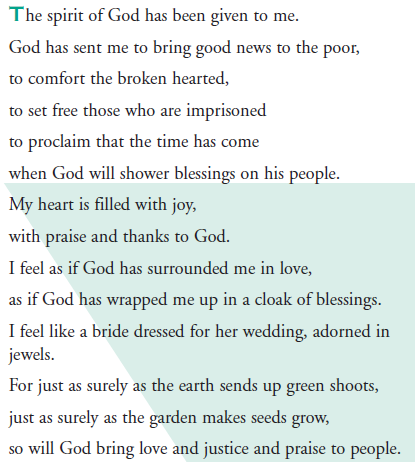 The spirit of God has been given to me.
God has sent me to bring good news to the poor,
to comfort the broken hearted,
to set free those who are imprisoned
to proclaim that the time has come
when God will shower blessings on his people.
My heart is filled with joy,
with praise and thanks to God.
I feel as if God has surrounded me in love,
as if God has wrapped me up in a cloak of blessings.
I feel like a bride dressed for her wedding, adorned in
jewels.
For just as surely as the earth sends up green shoots,
just as surely as the garden makes seeds grow,
so will God bring love and justice and praise to people.